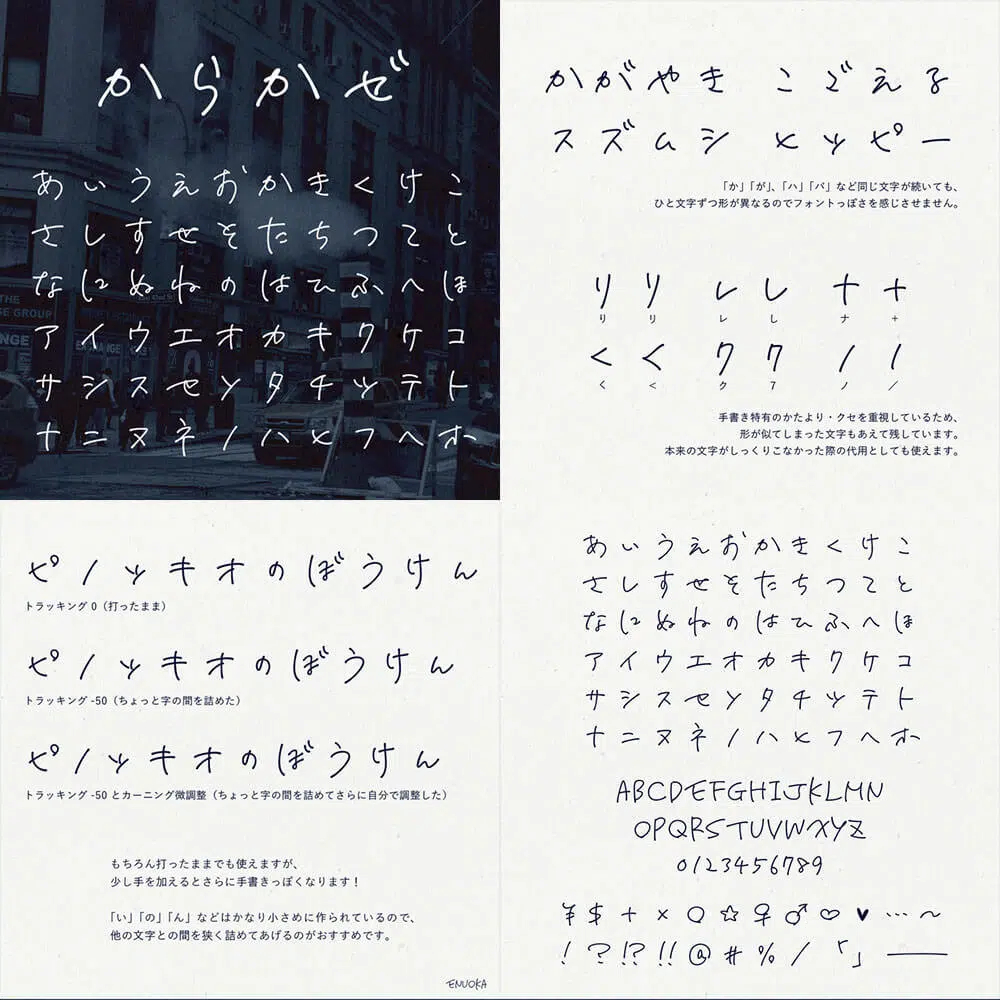 からかぜ
あいうえおかきくけこ
さしすせそたちつてと
なにぬねのはひふへほ
アイウエオカキクケコ
サシスセソタチツテト
ナニヌネノハヒフヘホ
THE
GE GROUP
NGE
かがやき こごえる
スズムシ ヒッピー
「か」「が」、「ハ」「バ」など同じ文字が続いても、
ひと文字ずつ形が異なるのでフォントっぽさを感じさせません。
リ り レ し ナ +
リ り レ し ナ +
く < ク 7 ノ /
く < ク 7 ノ /
手書き特有のかたより・クセを重視しているため、
形が似てしまった文字もあえて残しています。
本来の文字がしっくりこなかった際の代用としても使えます。
ピノッキオのぼうけん
トラッキング 0(打ったまま)
ピノッキオのぼうけん
トラッキング -50(ちょっと字の間を詰めた)
ピノッキオのぼうけん
トラッキング -50 とカーニング微調整(ちょっと字の間を詰めてさらに自分で調整した)
もちろん打ったままでも使えますが、
少し手を加えるとさらに手書きっぽくなります!
「い」「の」「ん」などはかなり小さめに作られているので、
他の文字との間を狭く詰めてあげるのがおすすめです。
あいうえおかきくけこ
さしすせそたちつてと
なにぬねのはひふへほ
アイウエオカキクケコ
サシスセソタチツテト
ナニヌネノハヒフヘホ
ABCDEFGHIJKLMN
OPQRSTUVWXYZ
0123456789
¥ $ + × ○ ☆ ♀ ♂ ♡ ♥ … ~
! ? !? !! @ # % / 「 」 ―
ENUOKA